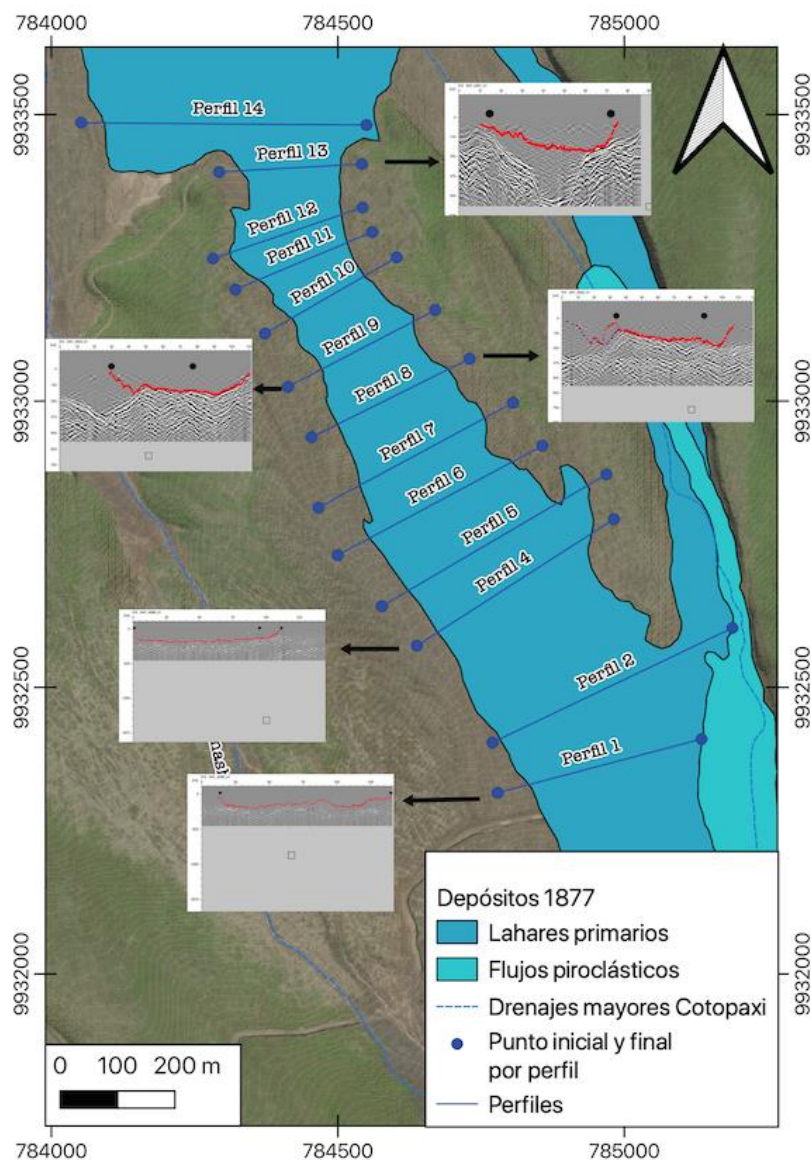 784000 784500 785000
9933500
9933000
9932500
9932000
9933500
9933000
9932500
9932000
Perfil 14
Perfil 13
Perfil 12
Perfil 11
Perfil 10
Perfil 9
Perfil 8
Perfil 7
Perfil 6
Perfil 5
Perfil 4
Perfil 2
Perfil 1
Depósitos 1877
Lahares primarios
Flujos piroclásticos
Drenajes mayores Cotopaxi
Punto inicial y final
por perfil
Perfiles
0 100 200 m
784000 784500 785000